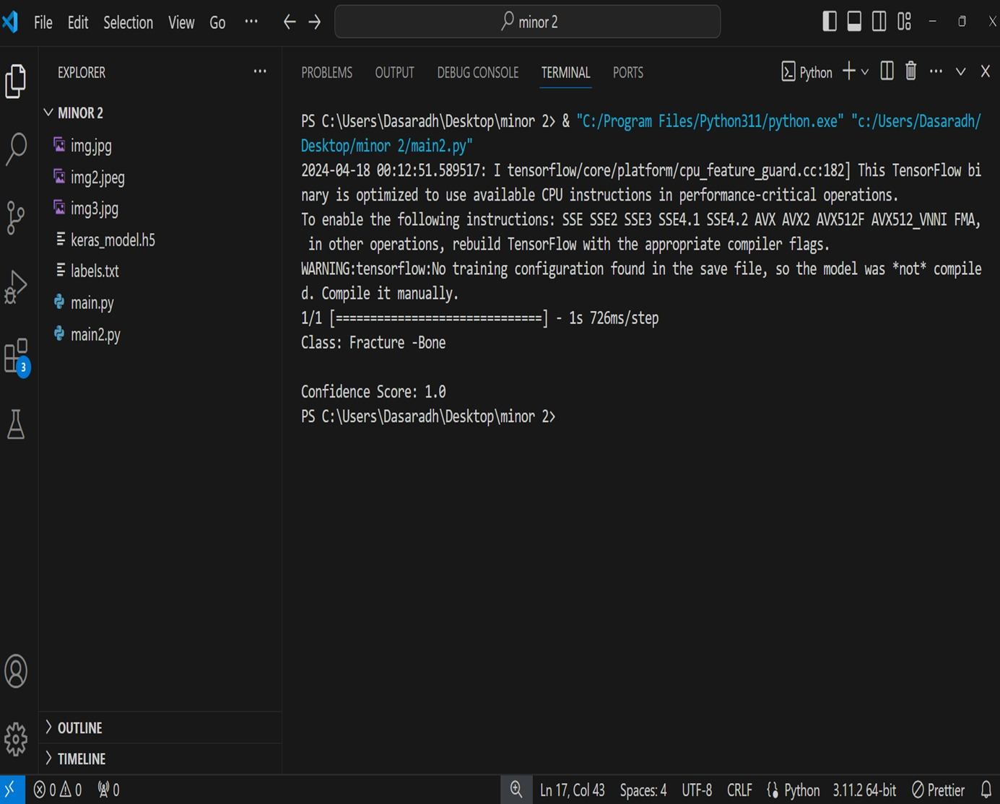 File Edit Selection View Go ... minor 2
EXPLORER ...
MINOR 2
img.jpg
img2.jpeg
img3.jpg
keras_model.h5
labels.txt
main.py
main2.py
3
OUTLINE
TIMELINE
PROBLEMS OUTPUT DEBUG CONSOLE TERMINAL PORTS Python ...
PS C:\Users\Dasaradh\Desktop\minor 2> & "C:/Program Files/Python311/python.exe" "c:/Users/Dasaradh/
Desktop/minor 2/main2.py"
2024-04-18 00:12:51.589517: I tensorflow/core/platform/cpu_feature_guard.cc:182] This TensorFlow bi
nary is optimized to use available CPU instructions in performance-critical operations.
To enable the following instructions: SSE SSE2 SSE3 SSE4.1 SSE4.2 AVX AVX2 AVX512F AVX512_VNNI FMA,
in other operations, rebuild TensorFlow with the appropriate compiler flags.
WARNING:tensorflow:No training configuration found in the save file, so the model was *not* compile
d. Compile it manually.
1/1 [==============================] - 1s 726ms/step
Class: Fracture -Bone
Confidence Score: 1.0
PS C:\Users\Dasaradh\Desktop\minor 2>
0 0 0 Ln 17, Col 43 Spaces: 4 UTF-8 CRLF Python 3.11.2 64-bit Prettier